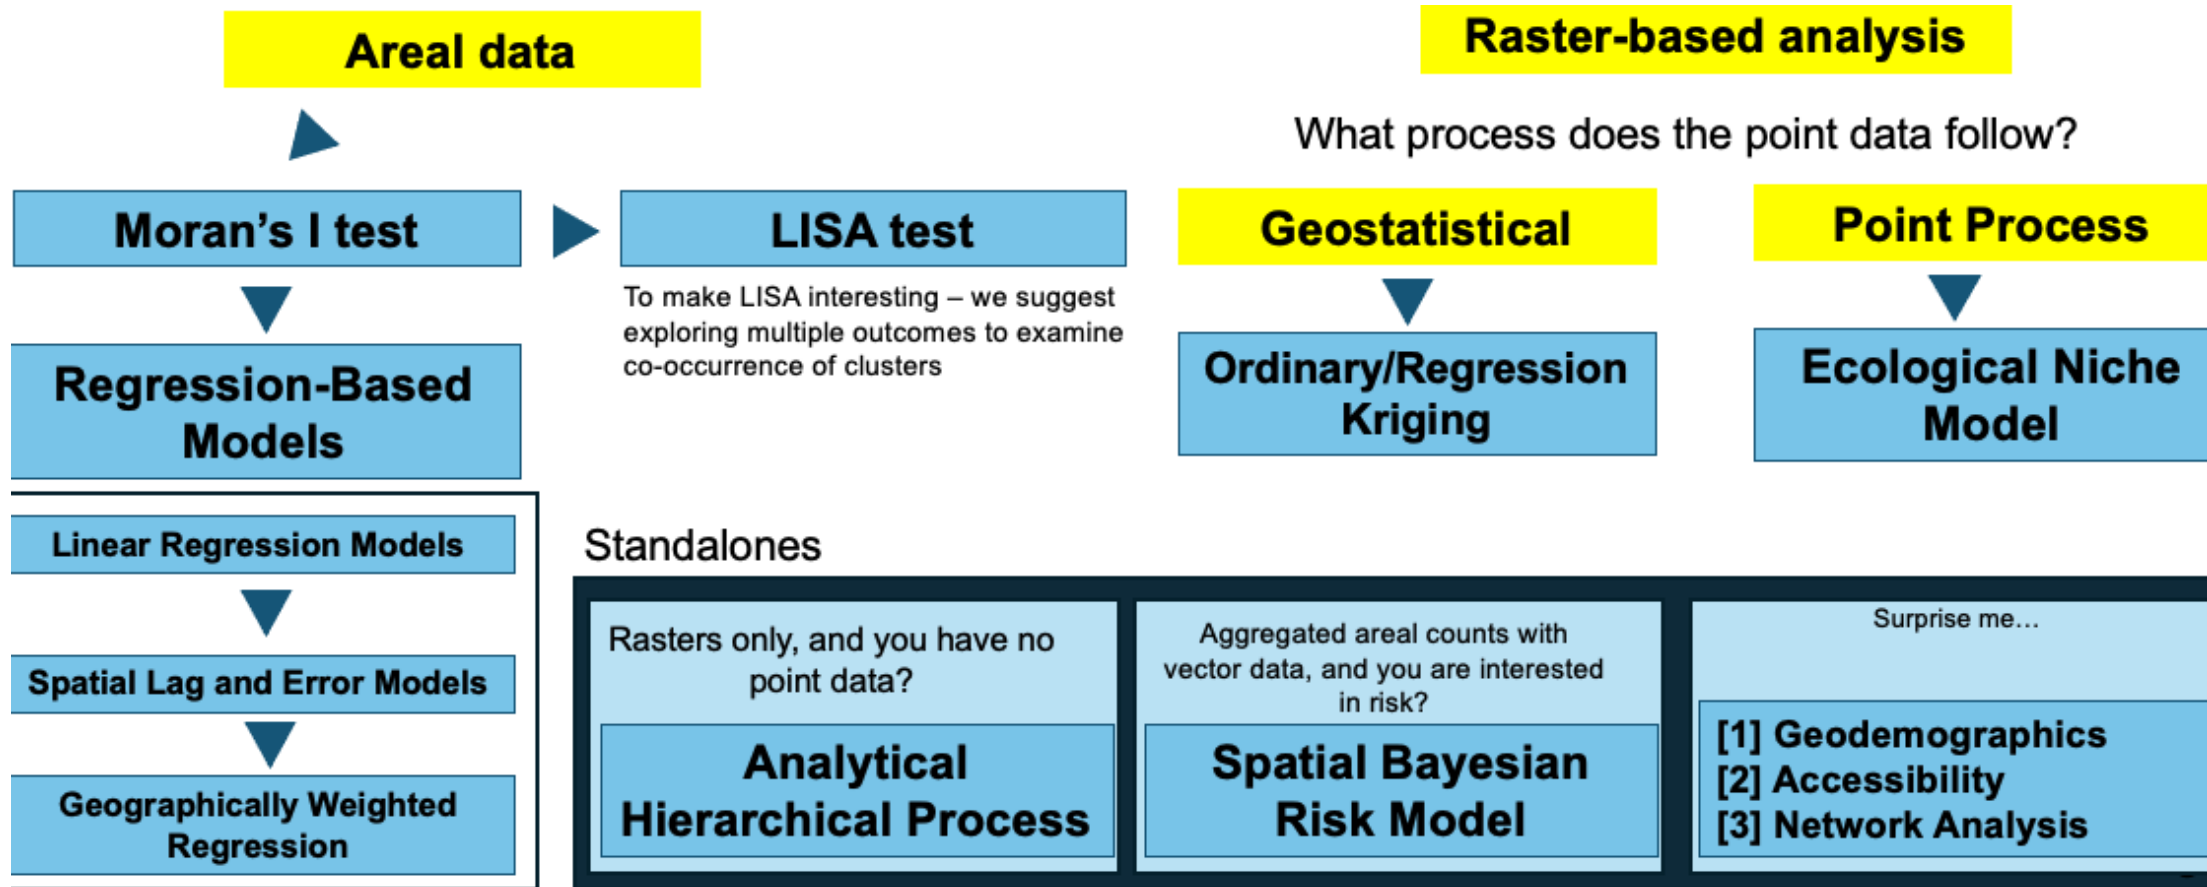 Areal data
Moran's I test
LISA test
To make LISA interesting – we suggest
exploring multiple outcomes to examine
co-occurrence of clusters
Regression-Based
Models
Linear Regression Models
Spatial Lag and Error Models
Geographically Weighted
Regression
Raster-based analysis
What process does the point data follow?
Geostatistical
Ordinary/Regression
Kriging
Point Process
Ecological Niche
Model
Standalones
Rasters only, and you have no
point data?
Analytical
Hierarchical Process
Aggregated areal counts with
vector data, and you are interested
in risk?
Spatial Bayesian
Risk Model
Surprise me…
[1] Geodemographics
[2] Accessibility
[3] Network Analysis